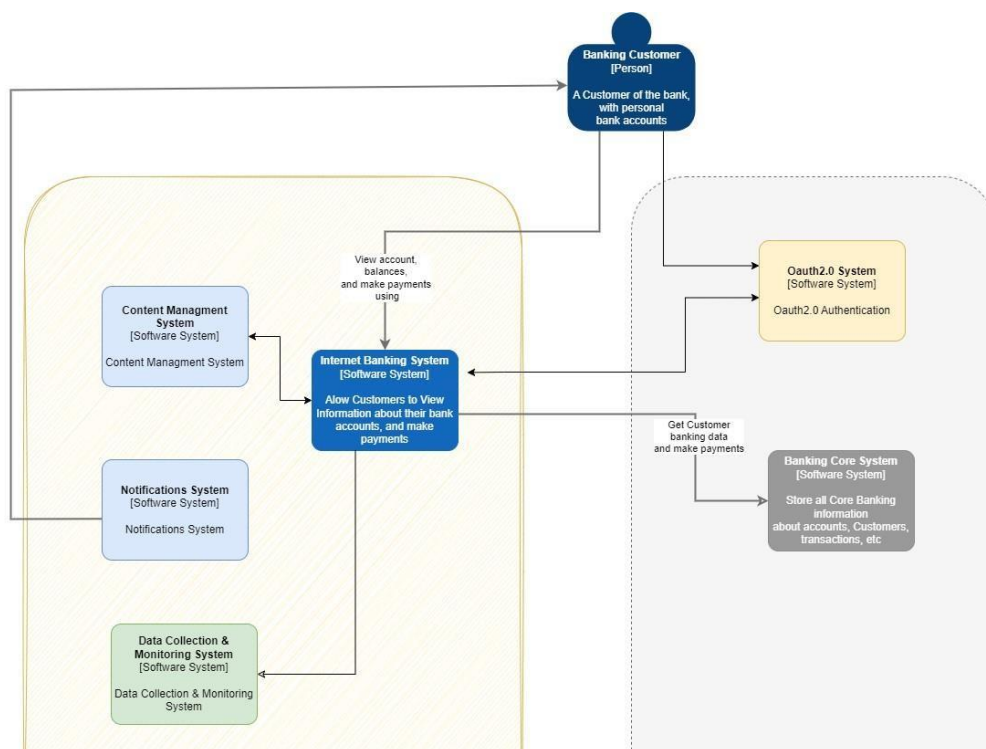 Banking Customer
[Person]
A Customer of the bank,
with personal
bank accounts
View account,
balances,
and make payments
using
Oauth2.0 System
[Software System]
Oauth2.0 Authentication
Content Managment
System
[Software System]
Content Managment System
Internet Banking System
[Software System]
Alow Customers to View
Information about their bank
accounts, and make
payments
Get Customer
banking data
and make payments
Banking Core System
[Software System]
Store all Core Banking
information
about accounts, Customers,
transactions, etc
Notifications System
[Software System]
Notifications System
Data Collection &
Monitoring System
[Software System]
Data Collection & Monitoring
System